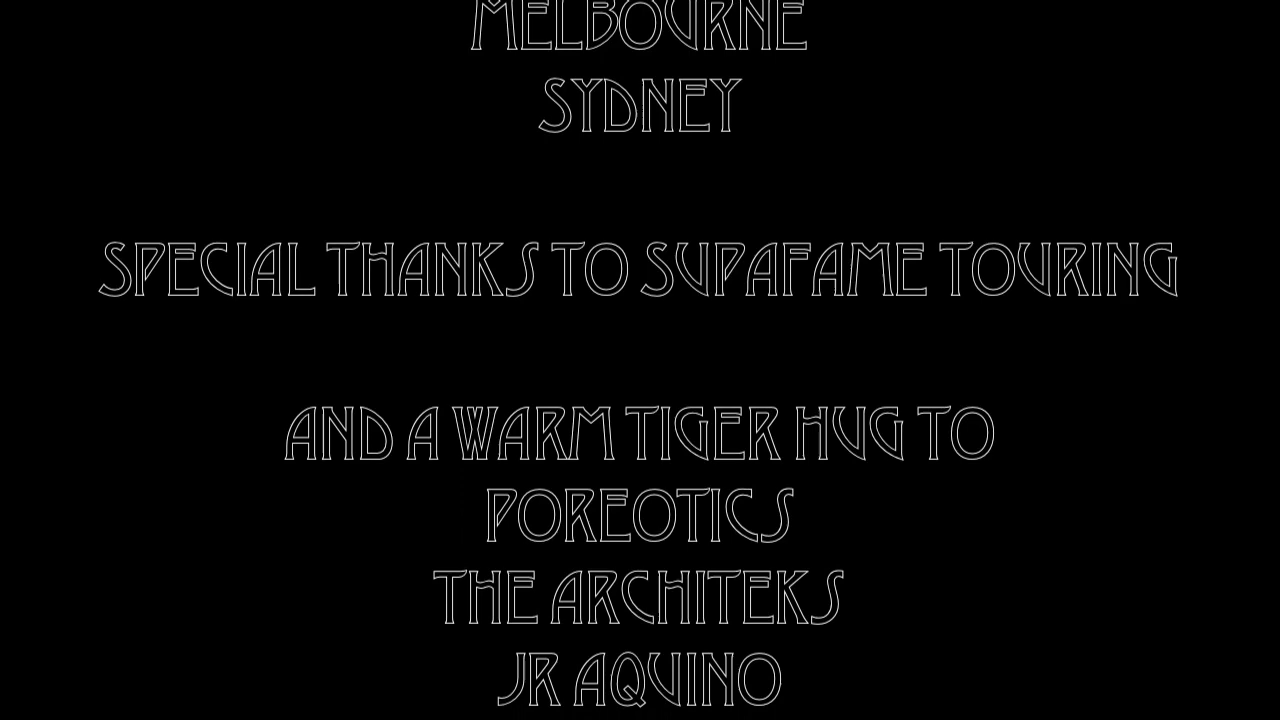 MELBOURNE
SYDNEY
SPECIAL THANKS TO SUPAFAME TOURING
AND A WARM TIGER HUG TO
POREOTICS
THE ARCHITEKS
JR AQUINO